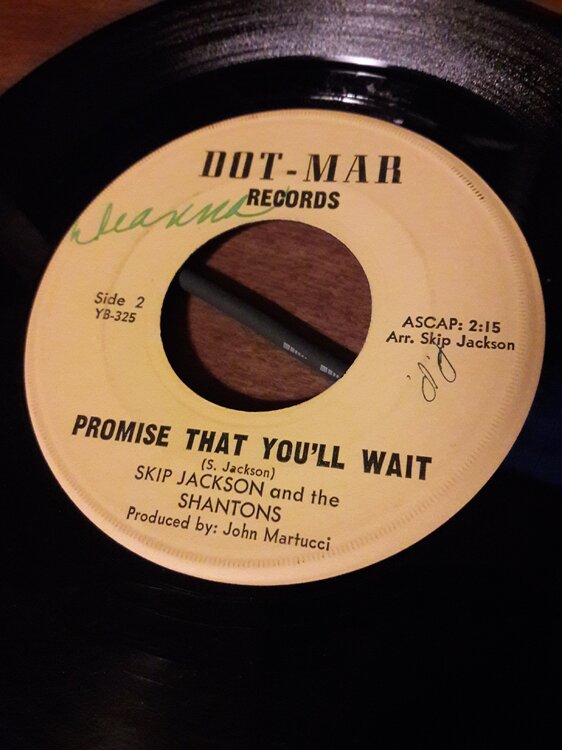 DOT-MAR
RECORDS
Deanna
Side 2
YB-325
ASCAP: 2:15
Arr. Skip Jackson
PROMISE THAT YOU'LL WAIT
(S. Jackson)
SKIP JACKSON and the
SHANTONS
Produced by: John Martucci